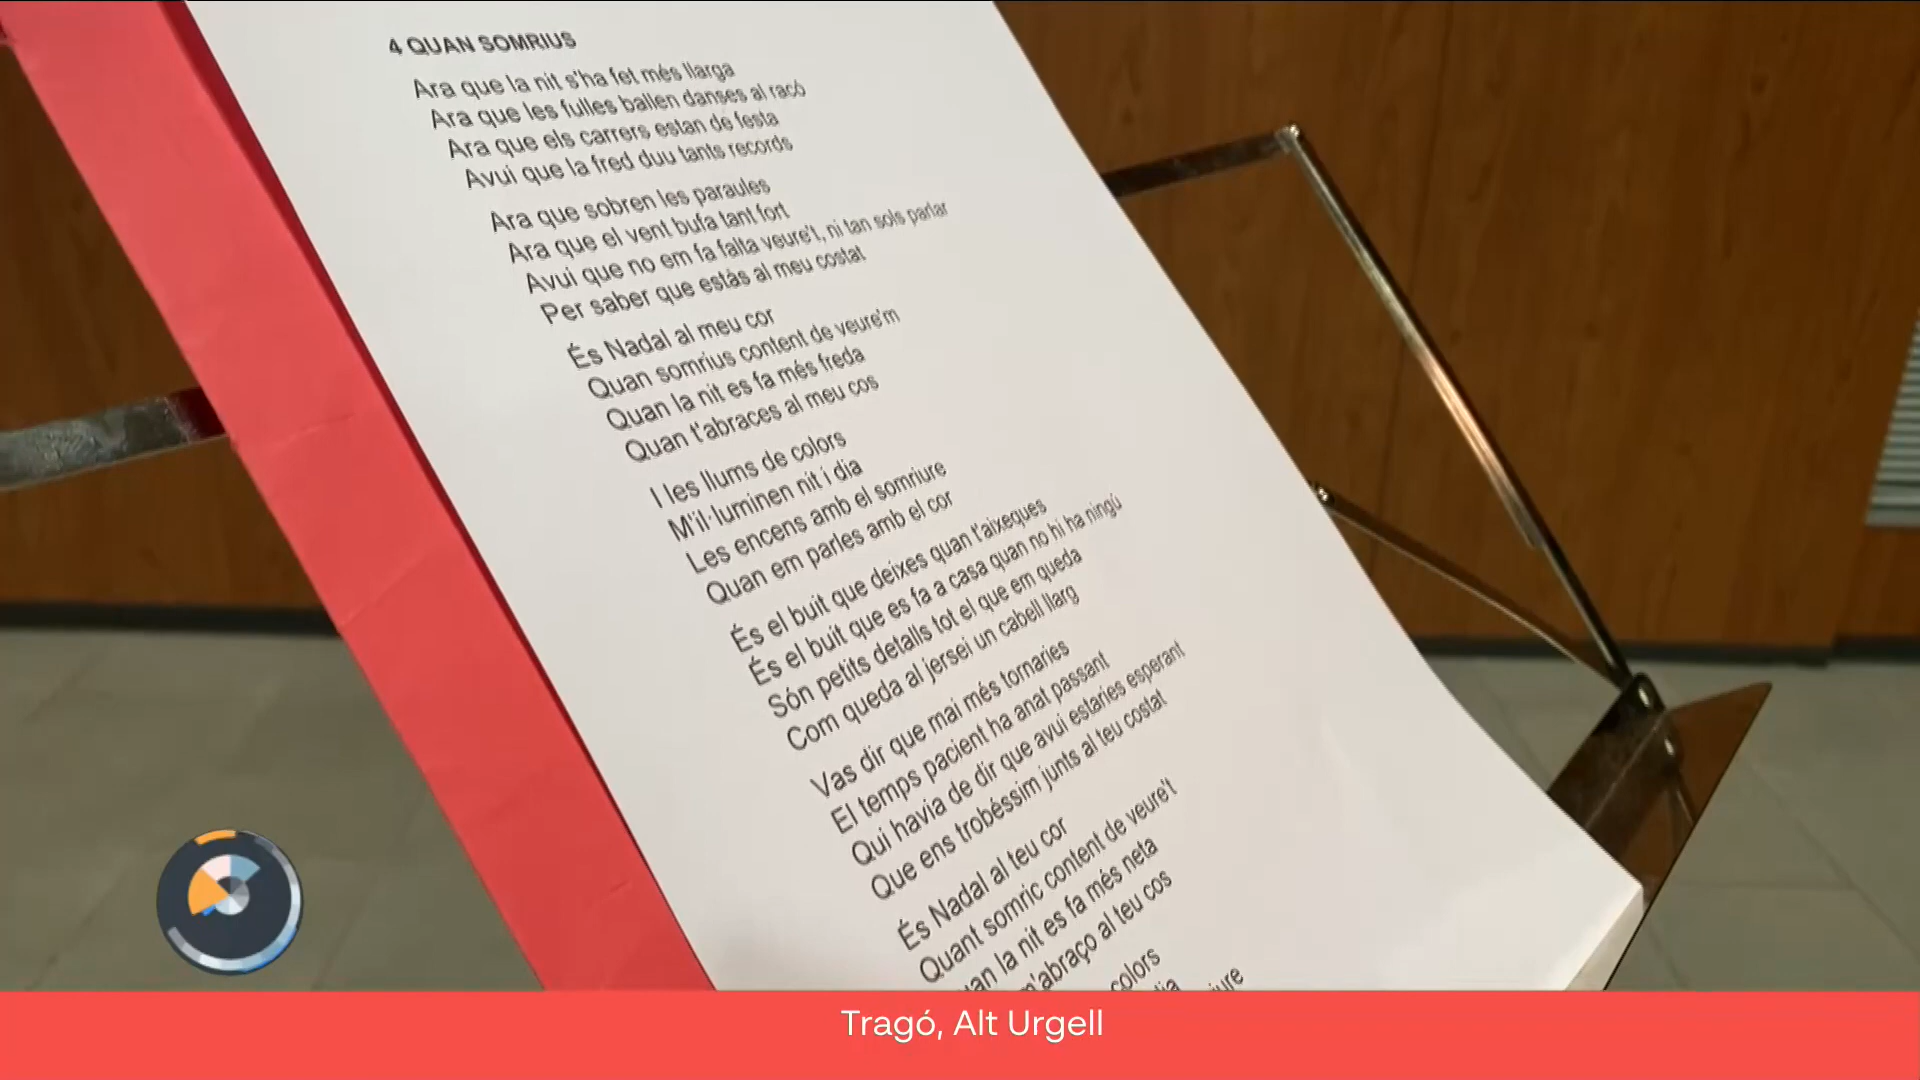 4 QUAN SOMRIUS
Ara que la nit s'ha fet més llarga
Ara que les fulles ballen danses al racó
Ara que els carrers estan de festa
Avui que la fred duu tants records
Ara que sobren les paraules
Ara que el vent bufa tant fort
Avui que no em fa falta veure't, ni tan sols parlar
Per saber que estàs al meu costat
És Nadal al meu cor
Quan somrius content de veure'm
Quan la nit es fa més freda
Quan t'abraces al meu cos
I les llums de colors
M'il·luminen nit i dia
Les encens amb el somriure
Quan em parles amb el cor
És el buit que deixes quan t'aixeques
És el buit que es fa a casa quan no hi ha ningú
Són petits detalls tot el que em queda
Com queda al jersei un cabell llarg
Vas dir que mai més tornaries
El temps pacient ha anat passant
Qui havia de dir que avui estaries esperant
Que ens trobéssim junts al teu costat
És Nadal al teu cor
Quant somric content de veure't
la nit es fa més neta
m'abraço al teu cos
colors
Tragó, Alt Urgell